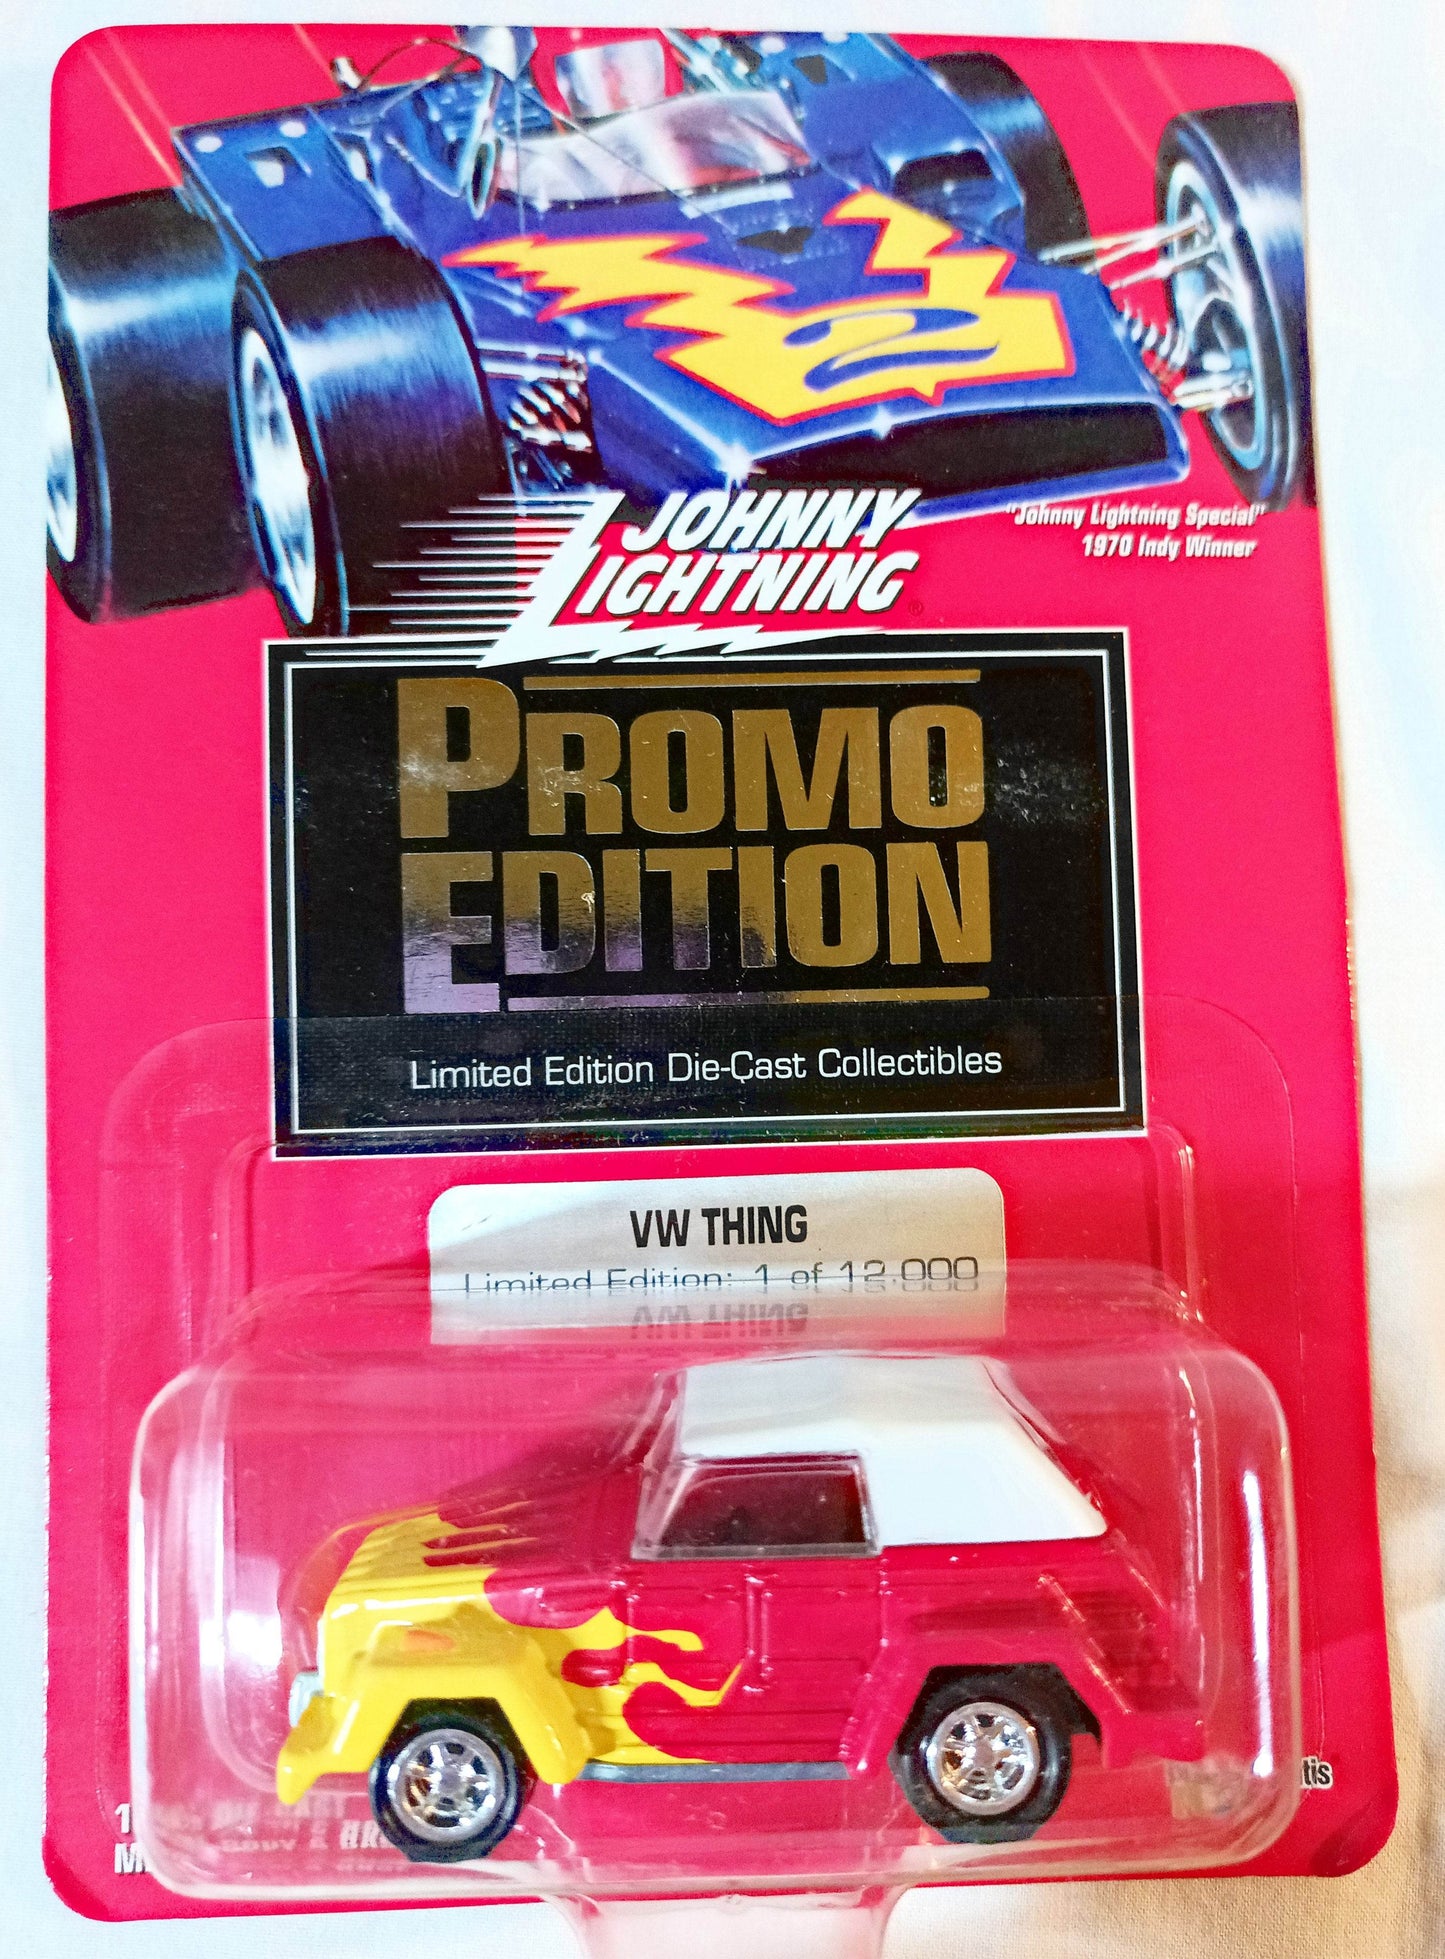 2
JOHNNY
LIGHTNING®
"Johnny Lightning Special"
1970 Indy Winner
PROMO
EDITION
Limited Edition Die-Cast Collectibles
VW THING
Limited Edition: 1 of 12,000